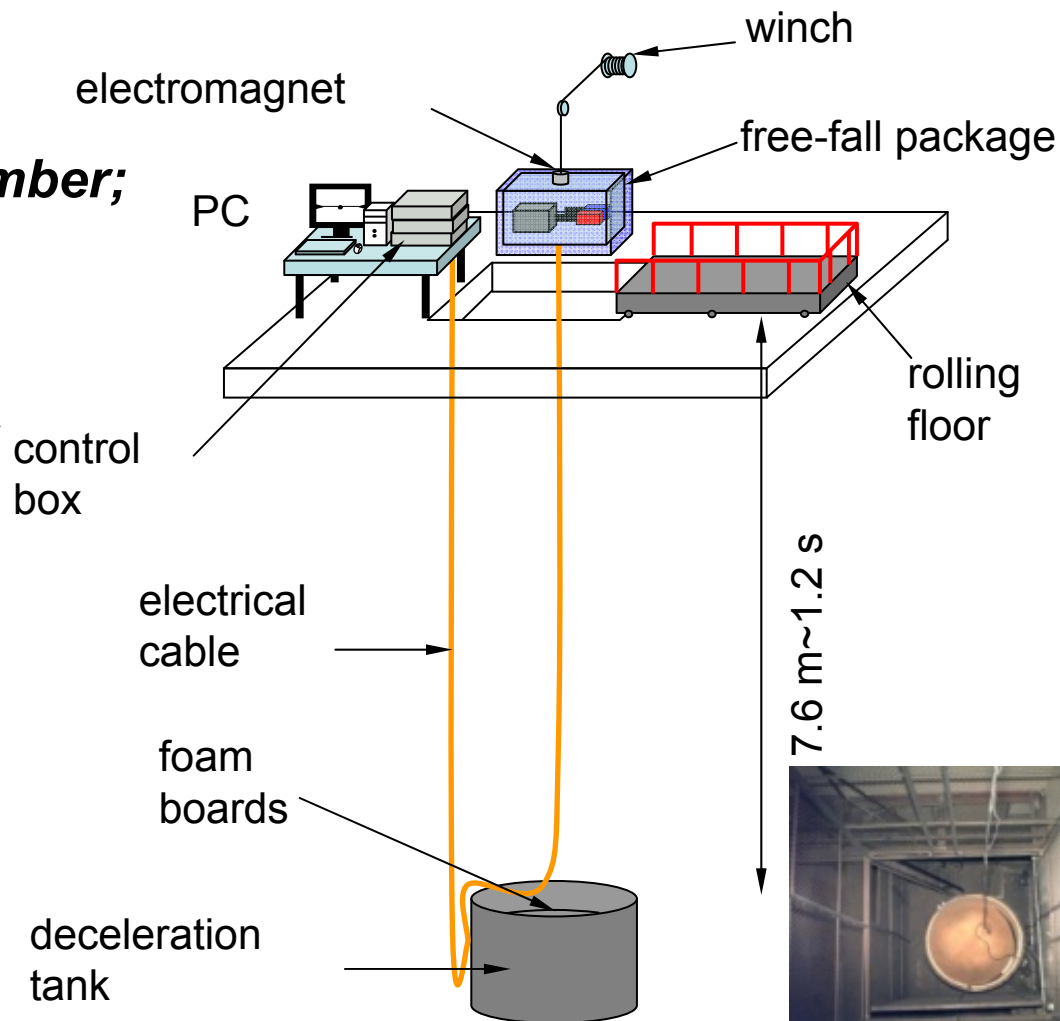 winch
electromagnet
free-fall package
mber;
PC
rolling
floor
control
box
electrical
cable
7.6 m~1.2 s
foam
boards
deceleration
tank